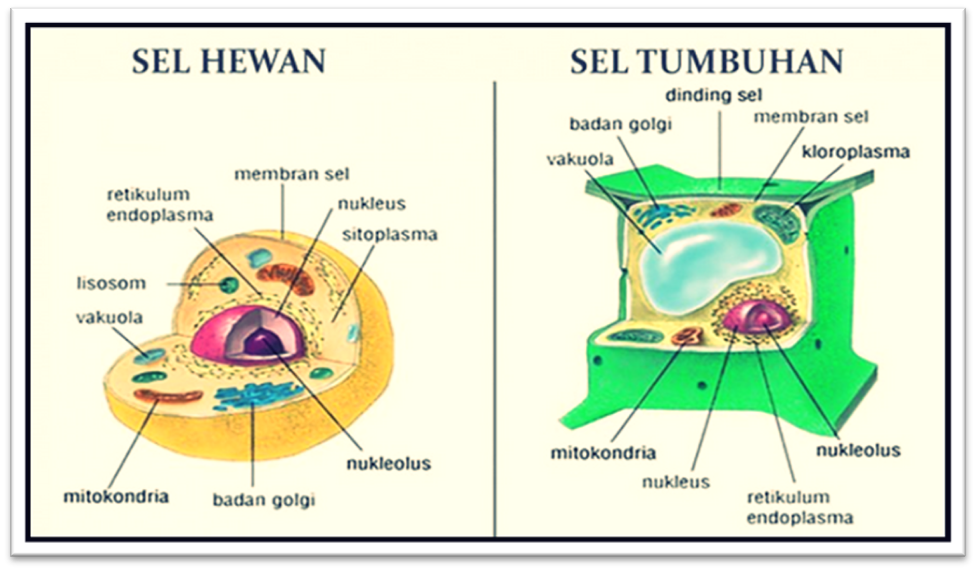 SEL HEWAN
membran sel
retikulum
endoplasma
nukleus
sitoplasma
lisosom
vakuola
nukleolus
mitokondria
badan golgi
SEL TUMBUHAN
dinding sel
badan golgi
membran sel
vakuola
kloroplasma
mitokondria
nukleolus
nukleus
retikulum
endoplasma